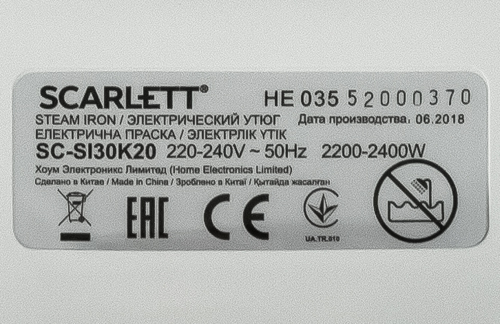 SCARLETT® HE 035 52000370
STEAM IRON / ЭЛЕКТРИЧЕСКИЙ УТЮГ Дата производства: 06.2018
ЕЛЕКТРИЧНА ПРАСКА / ЭЛЕКТРЛІК ҮТІК
SC-SI30K20 220-240V ~ 50Hz 2200-2400W
Хоум Электроникс Лимитед (Home Electronics Limited)
Сделано в Китае / Made in China / Зроблено в Китаї / Қытайда жасалған
EAC CE
UA.TR.010